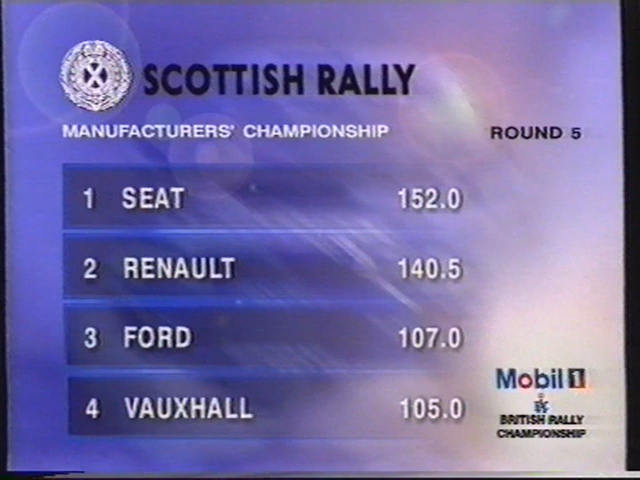 SCOTTISH RALLY
MANUFACTURERS' CHAMPIONSHIP ROUND 5
1 SEAT 152.0
2 RENAULT 140.5
3 FORD 107.0
4 VAUXHALL 105.0
Mobil 1
BRITISH RALLY
CHAMPIONSHIP